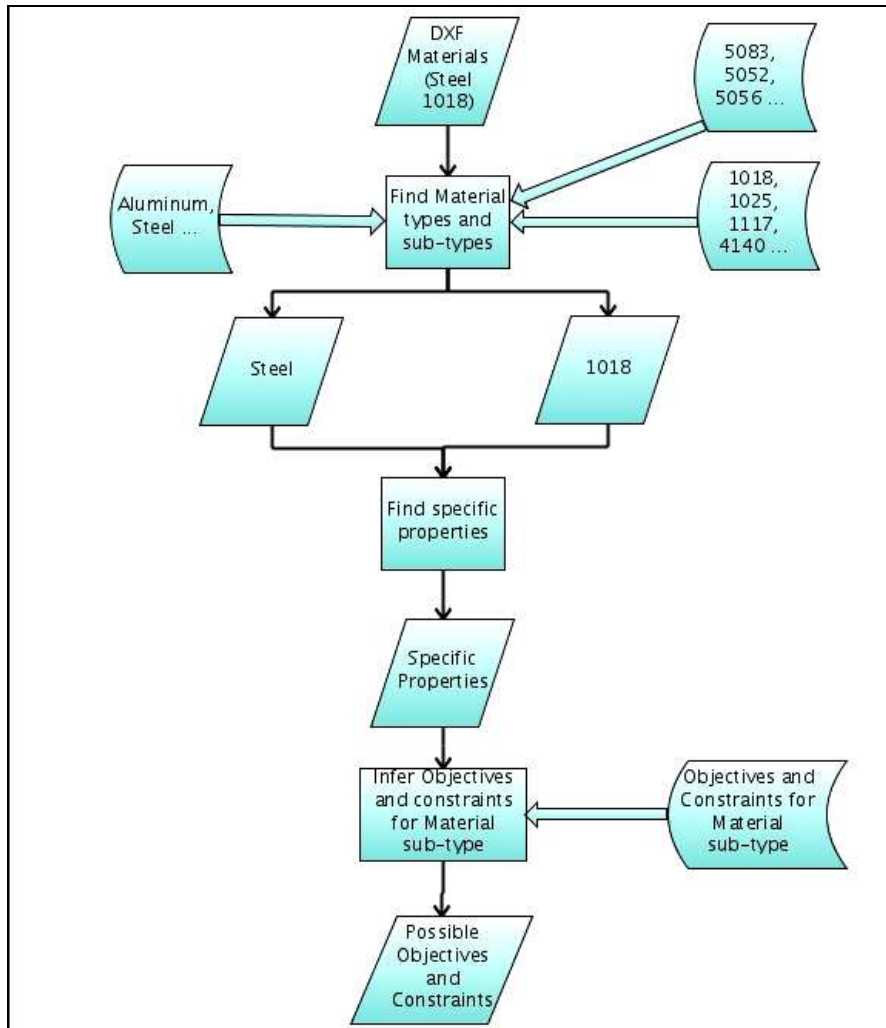 DXF
Materials
(Steel
1018)
5083,
5052,
5056 ...
Aluminum,
Steel ...
Find Material
types and
sub-types
1018,
1025,
1117,
4140 ...
Steel
1018
Find specific
properties
Specific
Properties
Infer Objectives
and constraints
for Material
sub-type
Objectives and
Constraints for
Material
sub-type
Possible
Objectives
and
Constraints